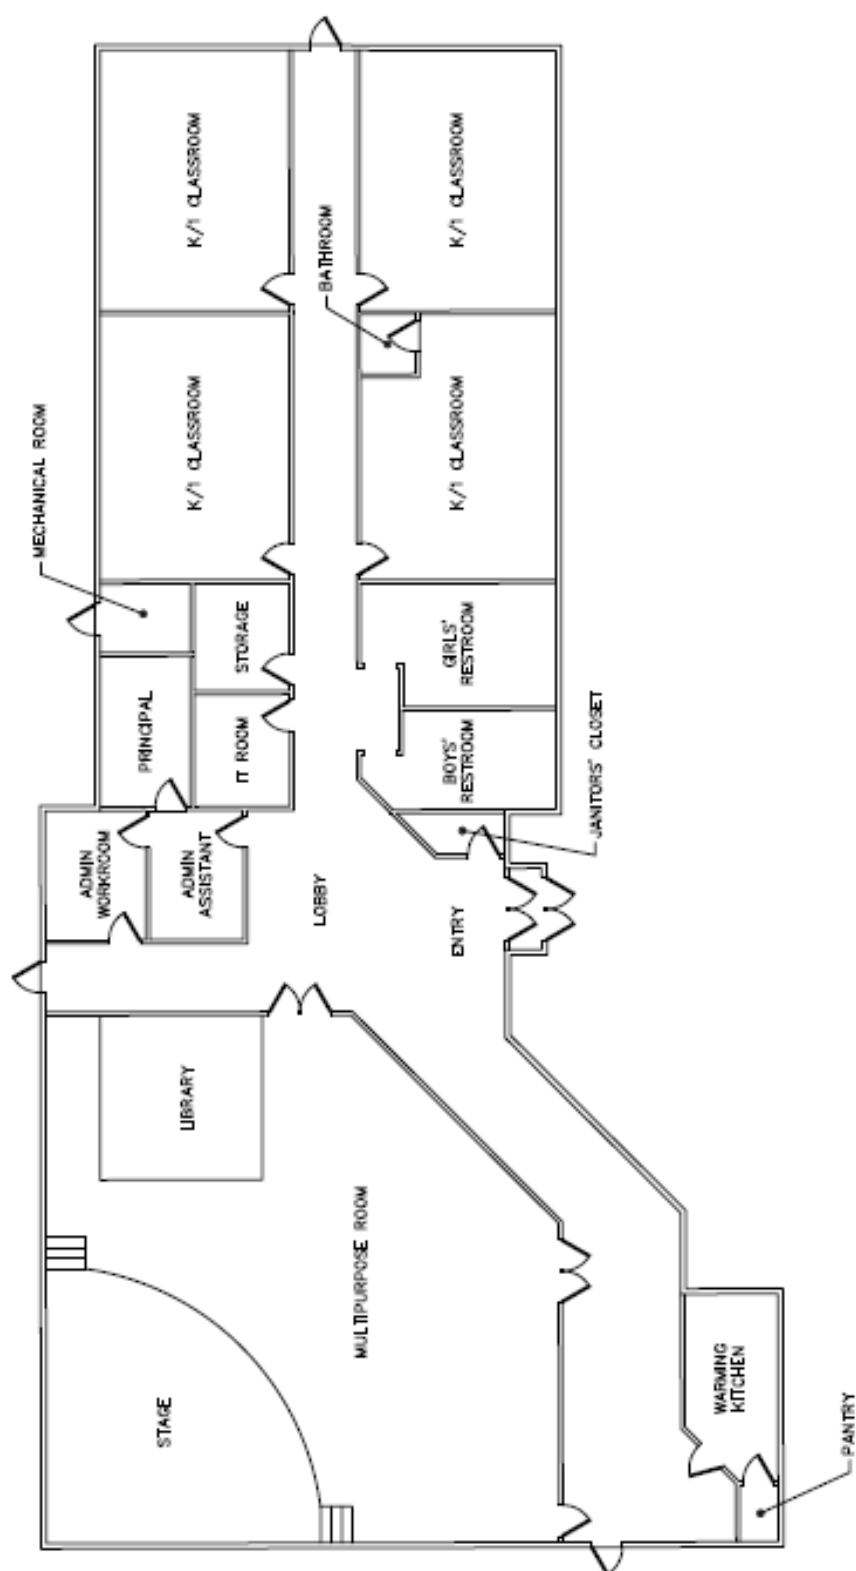 K/1 CLASSROOM
K/1 CLASSROOM
BATHROOM
K/1 CLASSROOM
K/1 CLASSROOM
MECHANICAL ROOM
STORAGE
GIRLS'
RESTROOM
PRINCIPAL
IT ROOM
BOYS'
RESTROOM
JANITORS' CLOSET
ADMIN
WORKROOM
ADMIN
ASSISTANT
LOBBY
ENTRY
LIBRARY
MULTIPURPOSE ROOM
STAGE
WARMING
KITCHEN
PANTRY